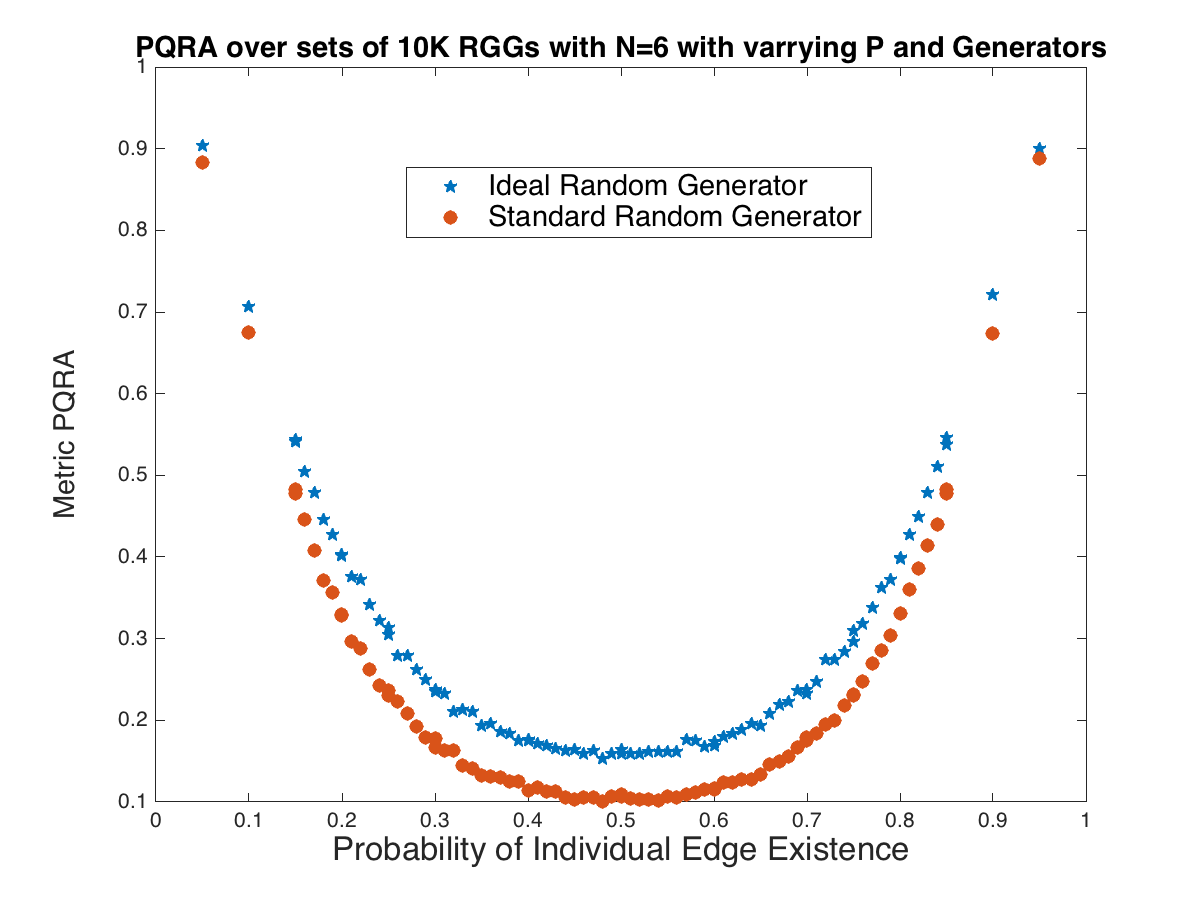 PQRA over sets of 10K RGGs with N=6 with varrying P and Generators
1
0.9
0.8
0.7
0.6
0.5
0.4
0.3
0.2
0.1
Metric PQRA
Ideal Random Generator
Standard Random Generator
0 0.1 0.2 0.3 0.4 0.5 0.6 0.7 0.8 0.9 1
Probability of Individual Edge Existence